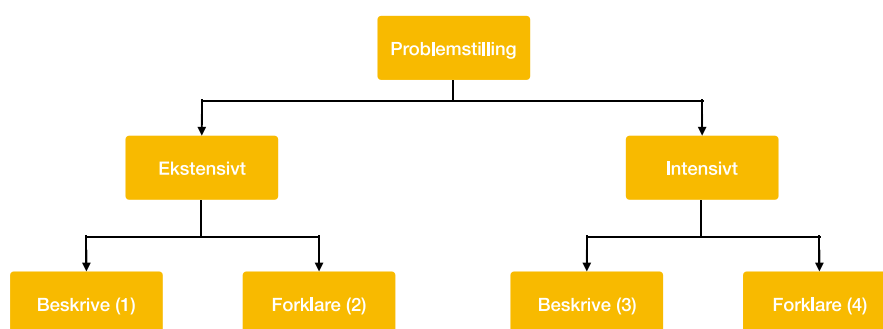 Problemstilling
Ekstensivt
Intensivt
Beskrive (1)
Forklare (2)
Beskrive (3)
Forklare (4)